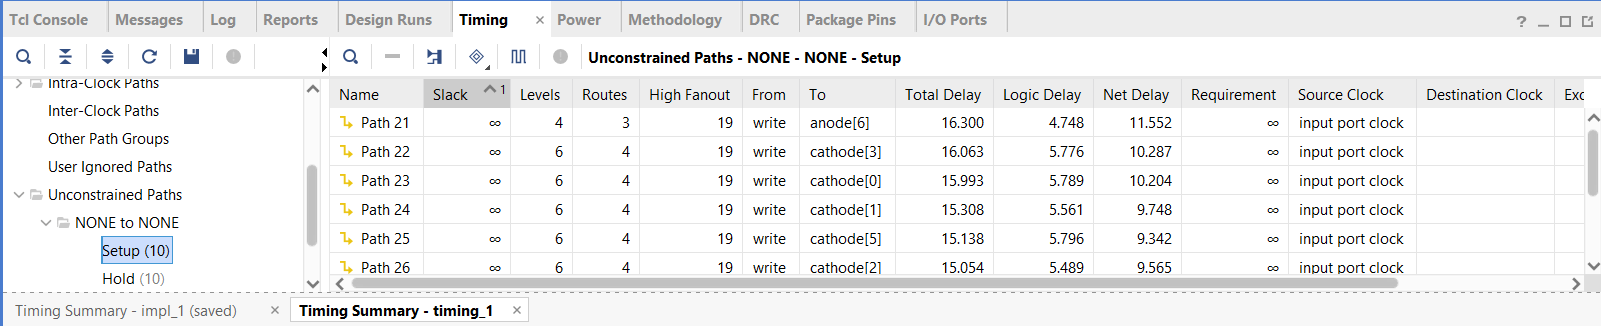 Tcl Console Messages Log Reports Design Runs Timing × Power Methodology DRC Package Pins I/O Ports ? _
Unconstrained Paths - NONE - NONE - Setup
Intra-Clock Paths
Inter-Clock Paths
Other Path Groups
User Ignored Paths
Unconstrained Paths
NONE to NONE
Setup (10)
Hold (10)
Name Slack 1 Levels Routes High Fanout From To Total Delay Logic Delay Net Delay Requirement Source Clock Destination Clock Exc
Path 21 ∞ 4 3 19 write anode[6] 16.300 4.748 11.552 ∞ input port clock
Path 22 ∞ 6 4 19 write cathode[3] 16.063 5.776 10.287 ∞ input port clock
Path 23 ∞ 6 4 19 write cathode[0] 15.993 5.789 10.204 ∞ input port clock
Path 24 ∞ 6 4 19 write cathode[1] 15.308 5.561 9.748 ∞ input port clock
Path 25 ∞ 6 4 19 write cathode[5] 15.138 5.796 9.342 ∞ input port clock
Path 26 ∞ 6 4 19 write cathode[2] 15.054 5.489 9.565 ∞ input port clock
Timing Summary - impl_1 (saved) × Timing Summary - timing_1 ×